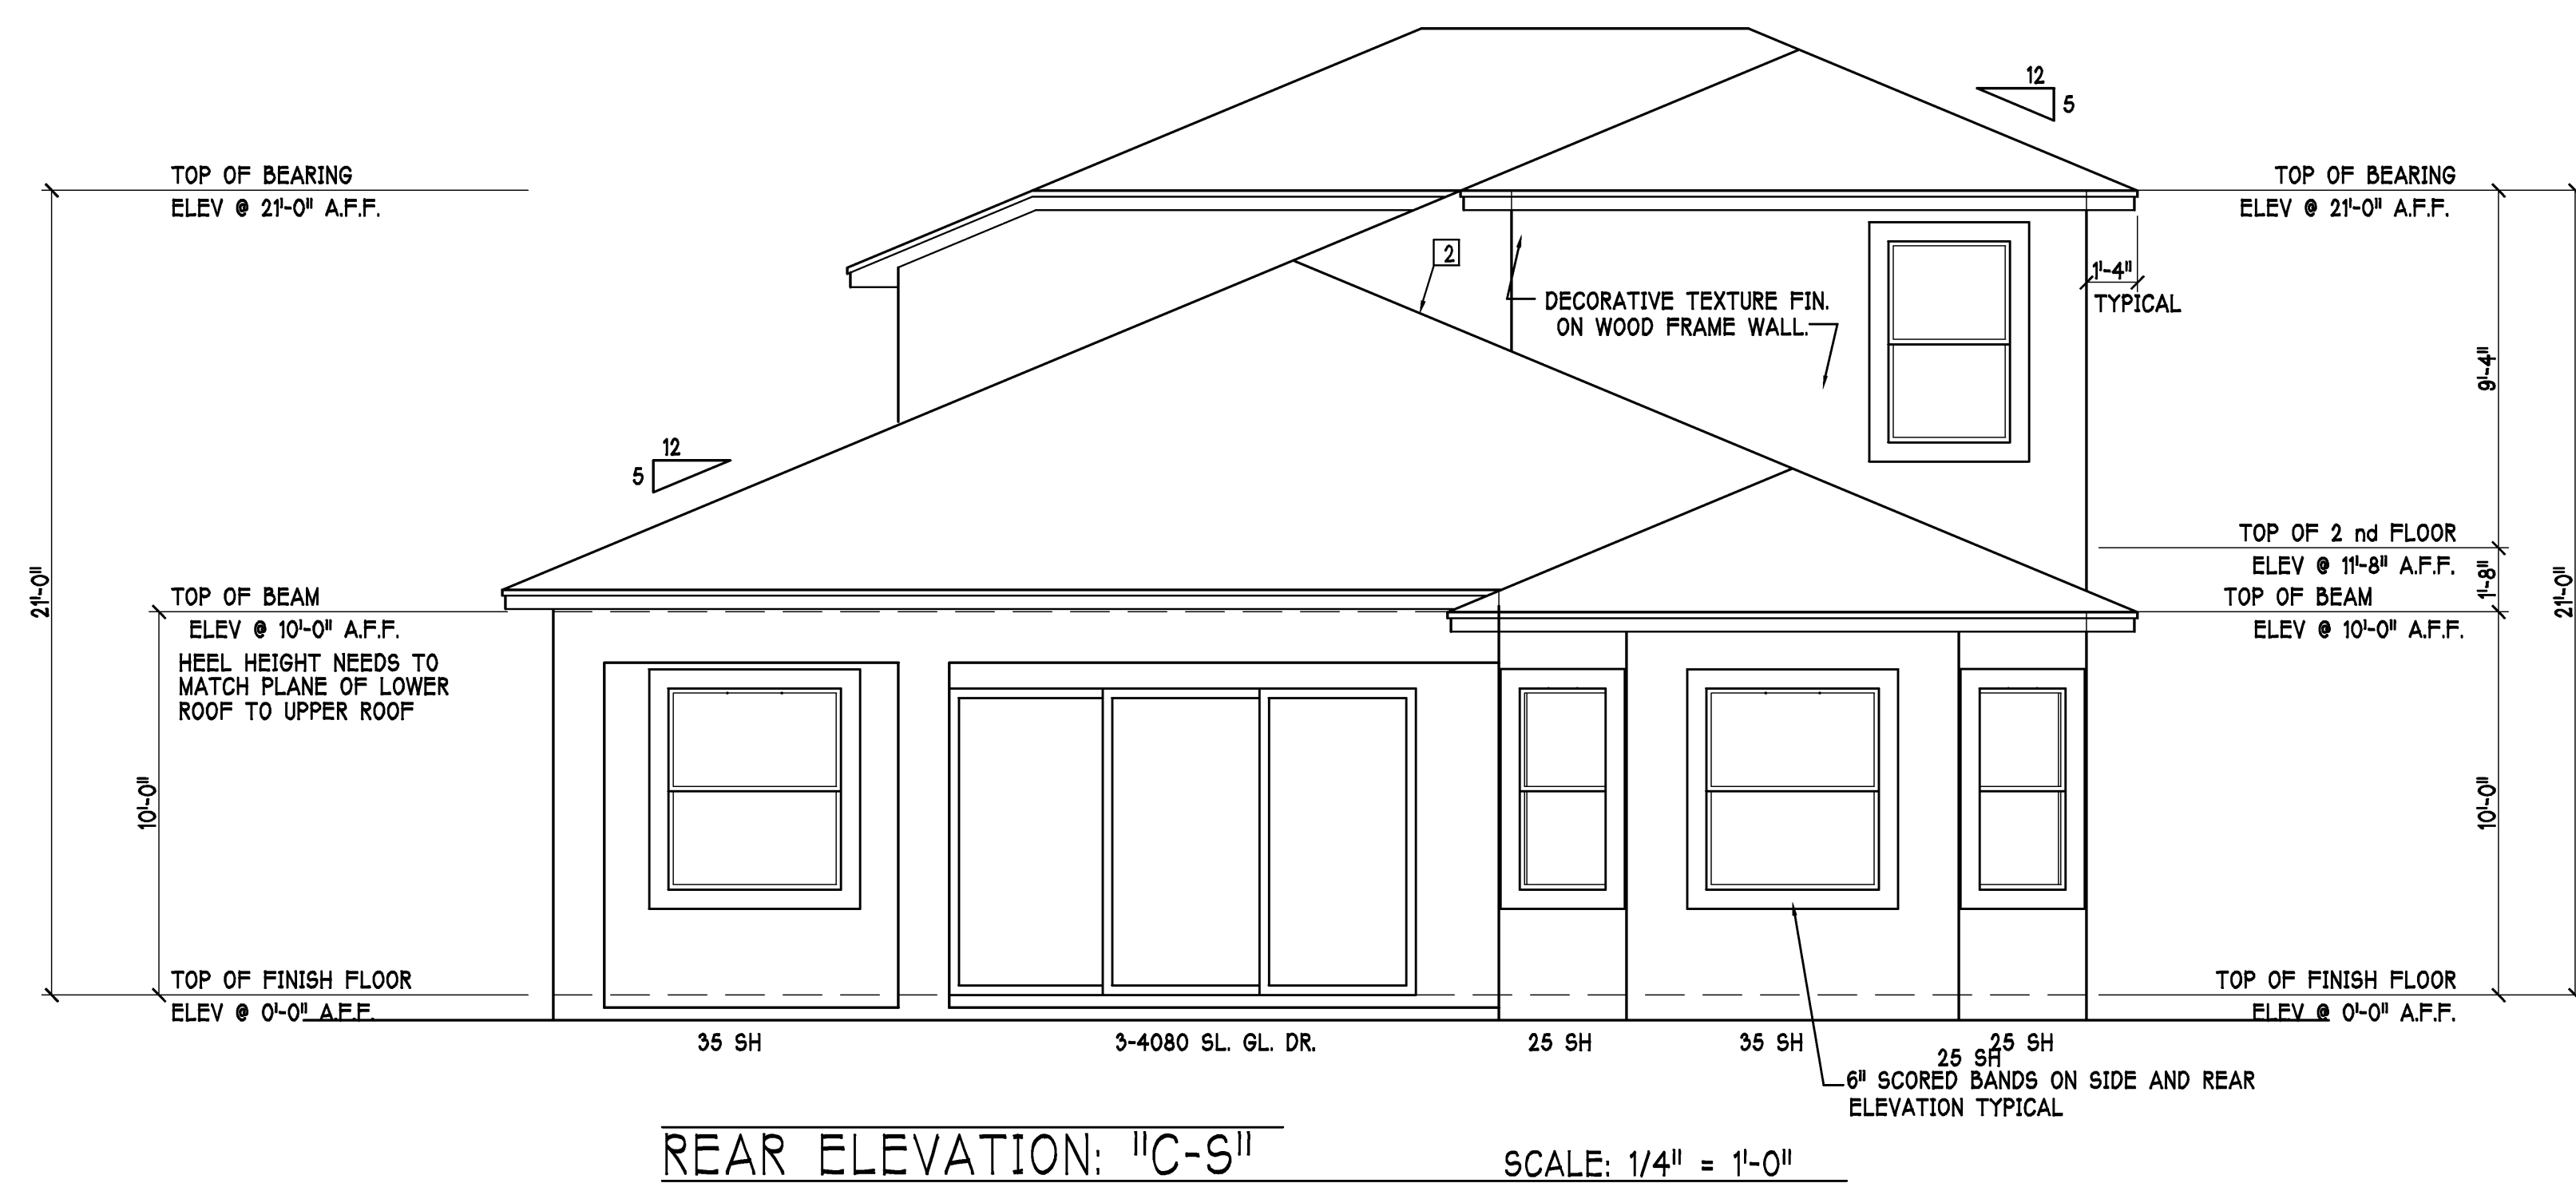 12
5
TOP OF BEARING
ELEV @ 21'-0" A.F.F.
TOP OF BEARING
ELEV @ 21'-0" A.F.F.
2
1'-4"
TYPICAL
DECORATIVE TEXTURE FIN.
ON WOOD FRAME WALL.
9'-4"
12
5
TOP OF 2 nd FLOOR
ELEV @ 11'-8" A.F.F.
1'-8"
21'-0"
21'-0"
TOP OF BEAM
ELEV @ 10'-0" A.F.F.
TOP OF BEAM
ELEV @ 10'-0" A.F.F.
HEEL HEIGHT NEEDS TO
MATCH PLANE OF LOWER
ROOF TO UPPER ROOF
10'-0"
10'-0"
TOP OF FINISH FLOOR
ELEV @ 0'-0" A.F.F.
TOP OF FINISH FLOOR
ELEV @ 0'-0" A.F.F.
35 SH
3-4080 SL. GL. DR.
25 SH
35 SH
25 SH
25 SH
6" SCORED BANDS ON SIDE AND REAR
ELEVATION TYPICAL
REAR ELEVATION: "C-S"
SCALE: 1/4" = 1'-0"